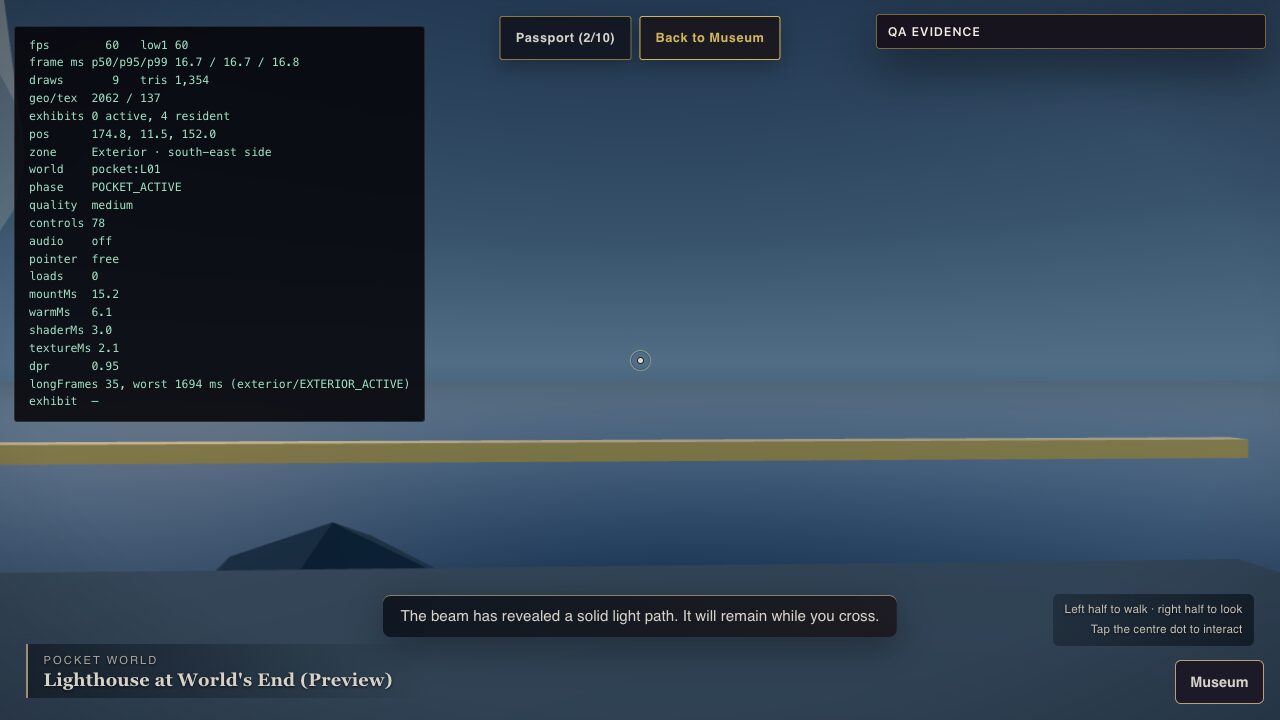 fps 60 low1 60
frame ms p50/p95/p99 16.7 / 16.7 / 16.8
draws 9 tris 1,354
geo/tex 2062 / 137
exhibits 0 active, 4 resident
pos 174.8, 11.5, 152.0
zone Exterior · south-east side
world pocket:L01
phase POCKET_ACTIVE
quality medium
controls 78
audio off
pointer free
loads 0
mountMs 15.2
warmMs 6.1
shaderMs 3.0
textureMs 2.1
dpr 0.95
longFrames 35, worst 1694 ms (exterior/EXTERIOR_ACTIVE)
exhibit —
Passport (2/10)
Back to Museum
QA EVIDENCE
The beam has revealed a solid light path. It will remain while you cross.
Left half to walk · right half to look
Tap the centre dot to interact
POCKET WORLD
Lighthouse at World's End (Preview)
Museum